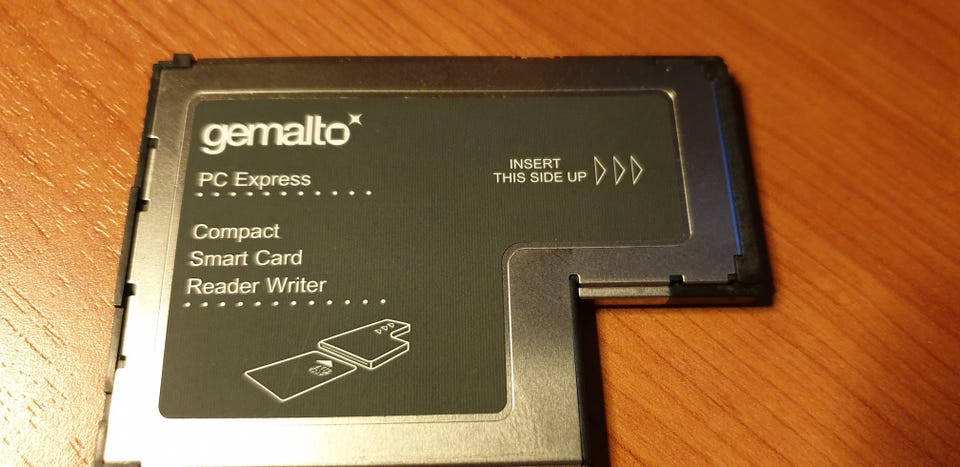 gemalto
PC Express
INSERT
THIS SIDE UP
Compact
Smart Card
Reader Writer